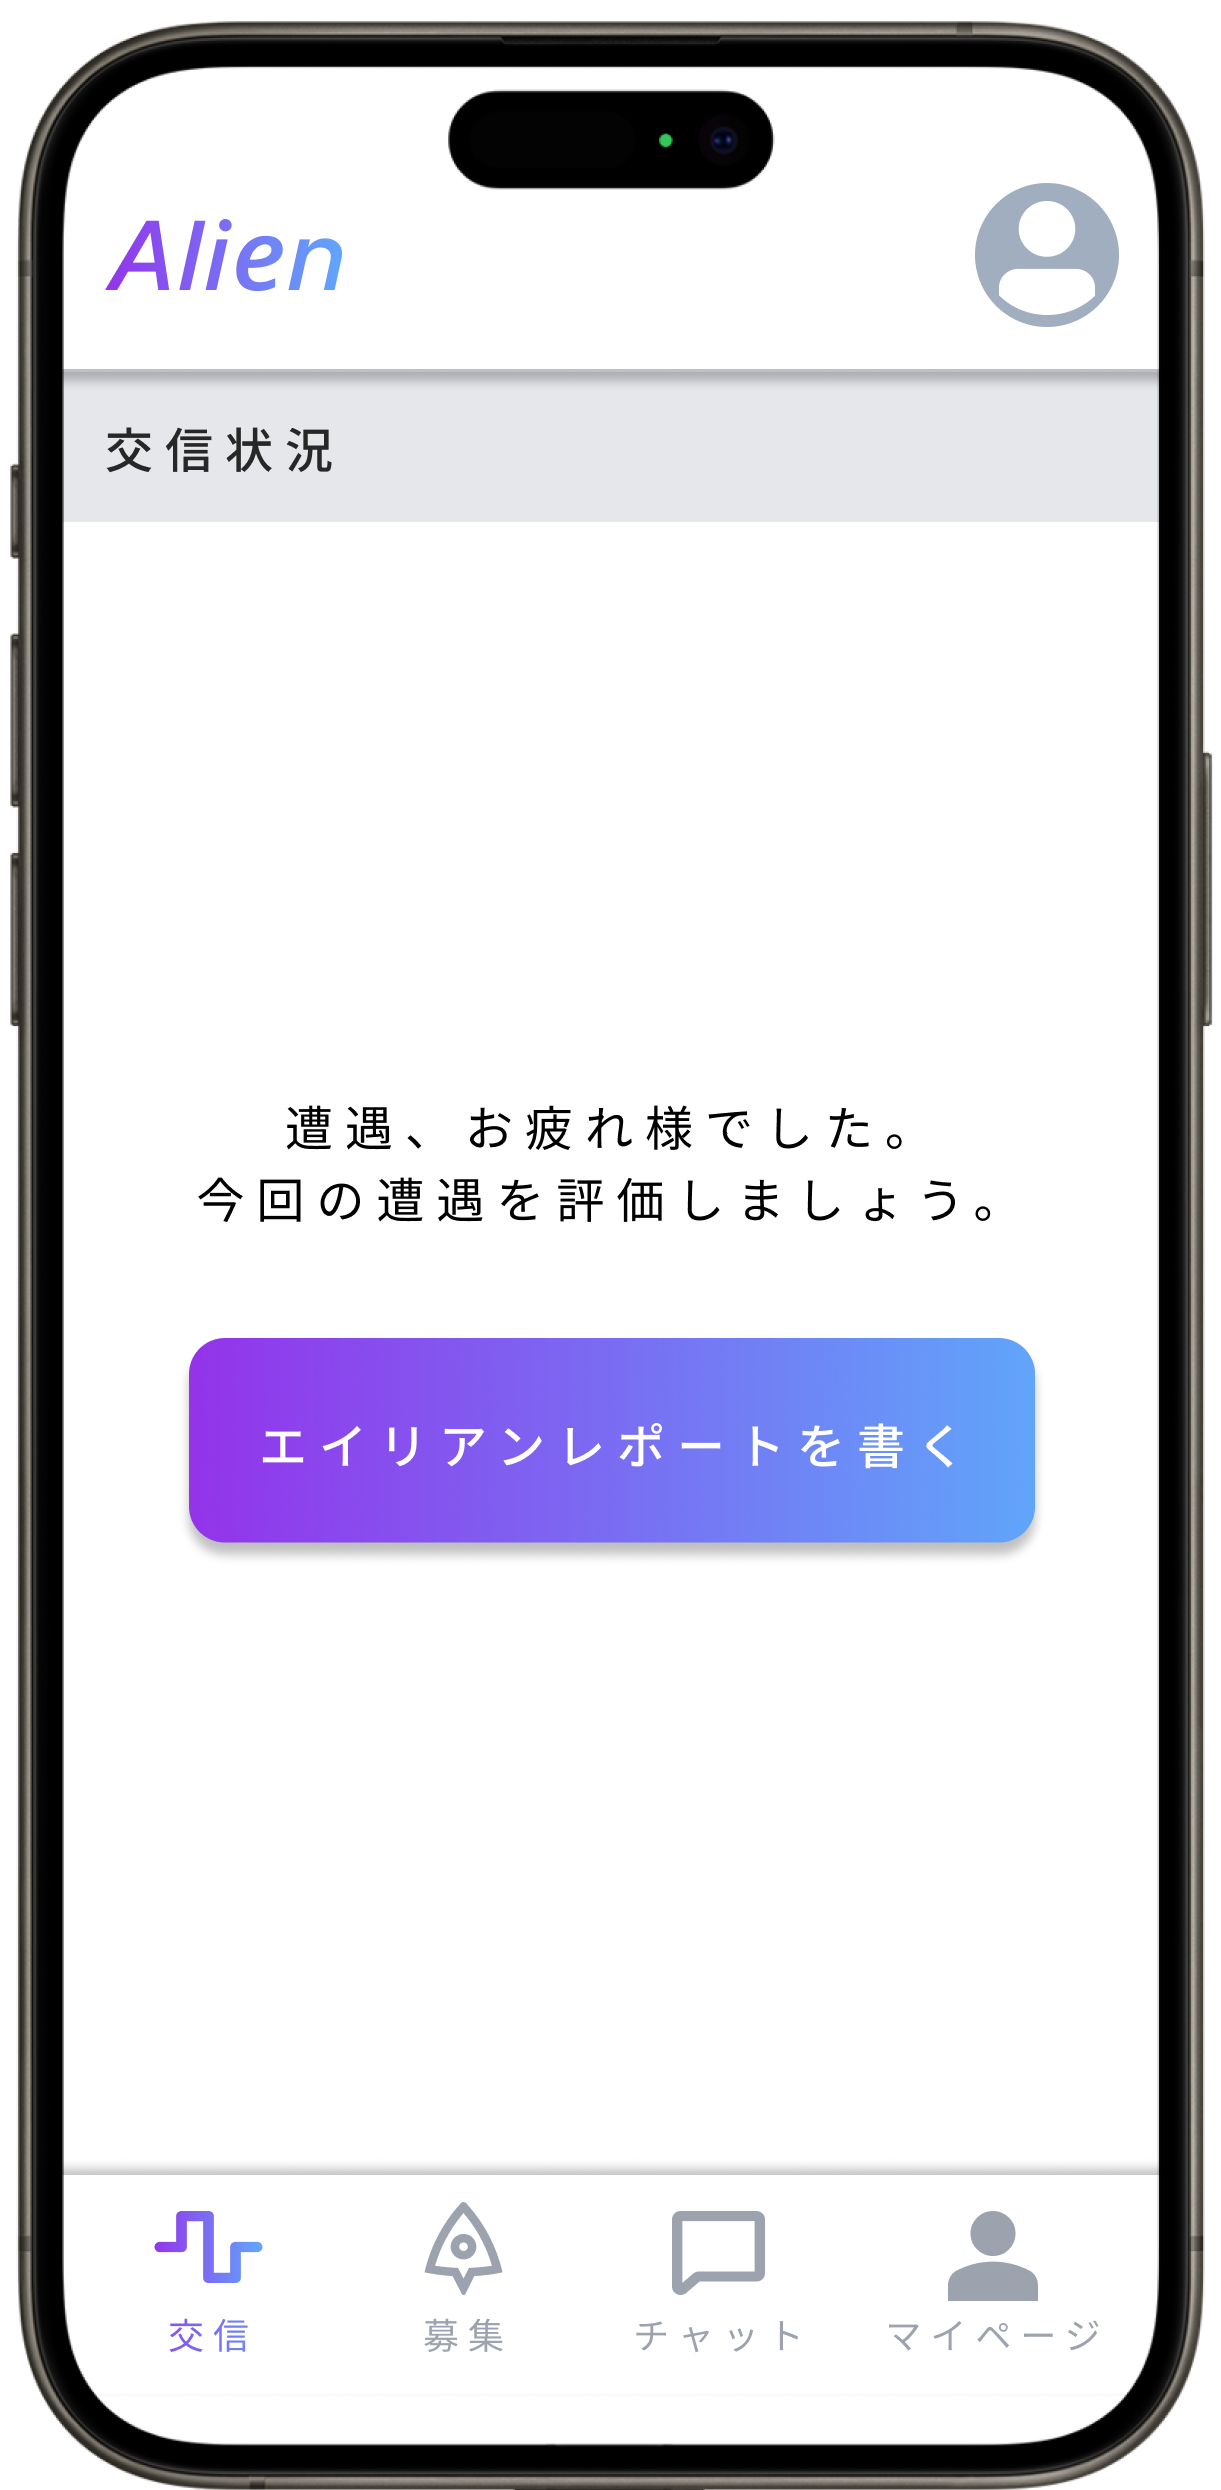 Alien
交信状況
遭遇、お疲れ様でした。
今回の遭遇を評価しましょう。
エイリアンレポートを書く
交信
募集
チャット
マイページ